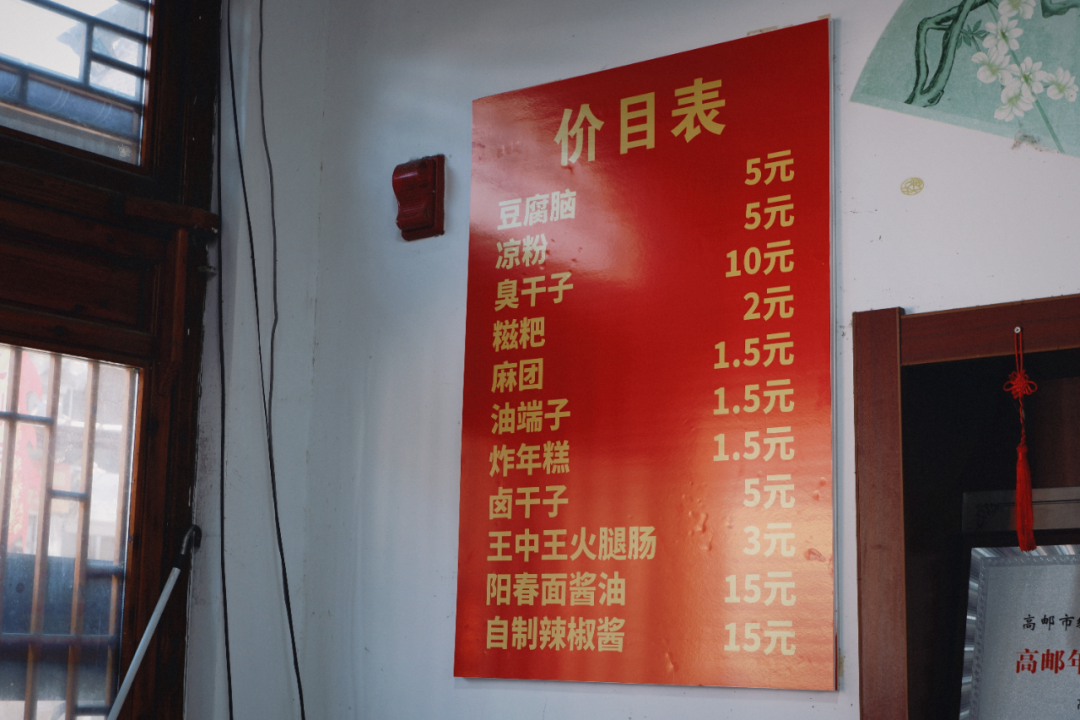 价目表
豆腐脑 5元
凉粉 5元
臭干子 10元
糍粑 2元
麻团 1.5元
油端子 1.5元
炸年糕 1.5元
卤干子 5元
王中王火腿肠 3元
阳春面酱油 15元
自制辣椒酱 15元
高邮市
高邮